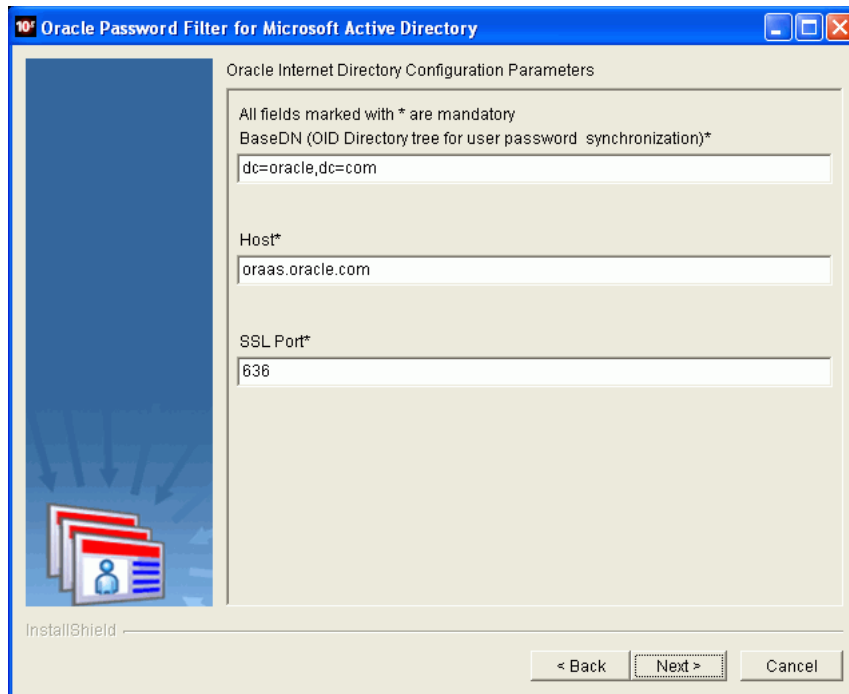 10g Oracle Password Filter for Microsoft Active Directory
Oracle Internet Directory Configuration Parameters
All fields marked with * are mandatory
BaseDN (OID Directory tree for user password synchronization)*
dc=oracle,dc=com
Host*
oraas.oracle.com
SSL Port*
636
InstallShield
< Back
Next >
Cancel